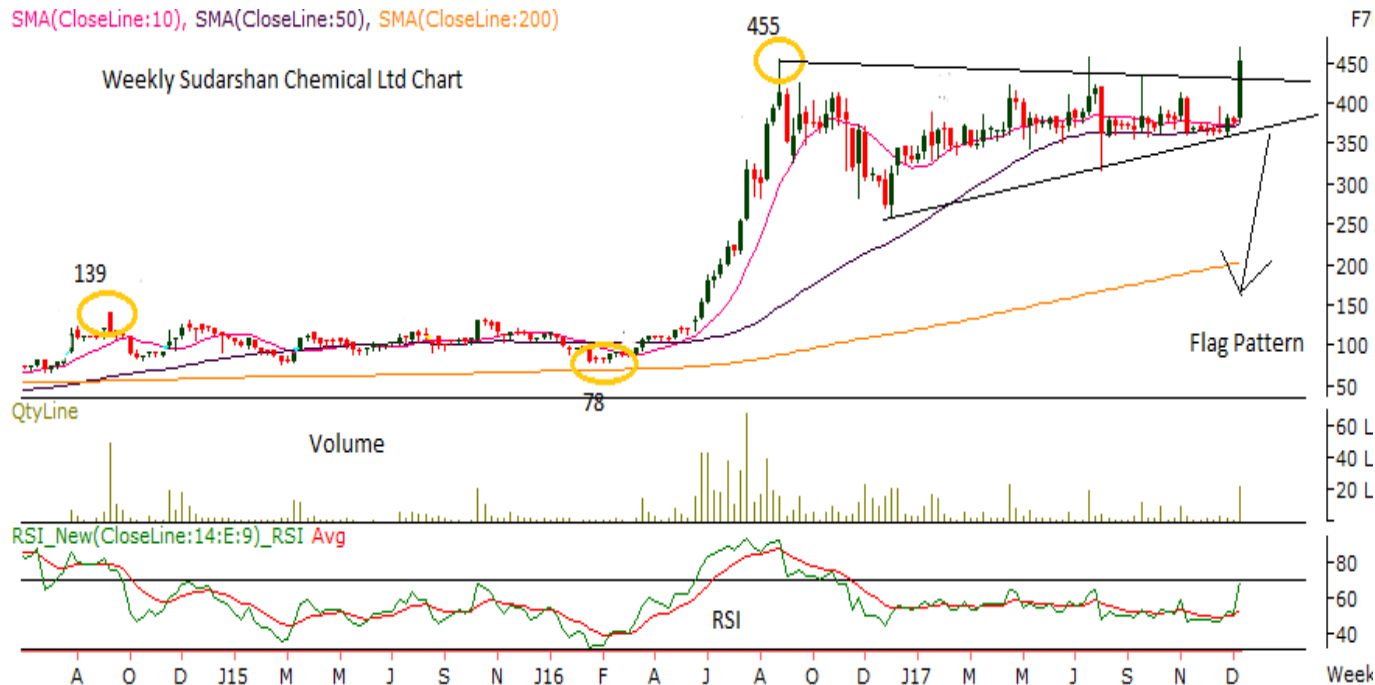 SMA(CloseLine:10), SMA(CloseLine:50), SMA(CloseLine:200)
F7
455
Weekly Sudarshan Chemical Ltd Chart
450
400
350
300
250
200
150
100
50
139
78
Flag Pattern
QtyLine
Volume
60 L
40 L
20 L
RSI_New(CloseLine:14:E:9)_RSI Avg
RSI
80
60
40
A O D J15 M M J S N J16 F A J A O D J17 M M J S N D Week